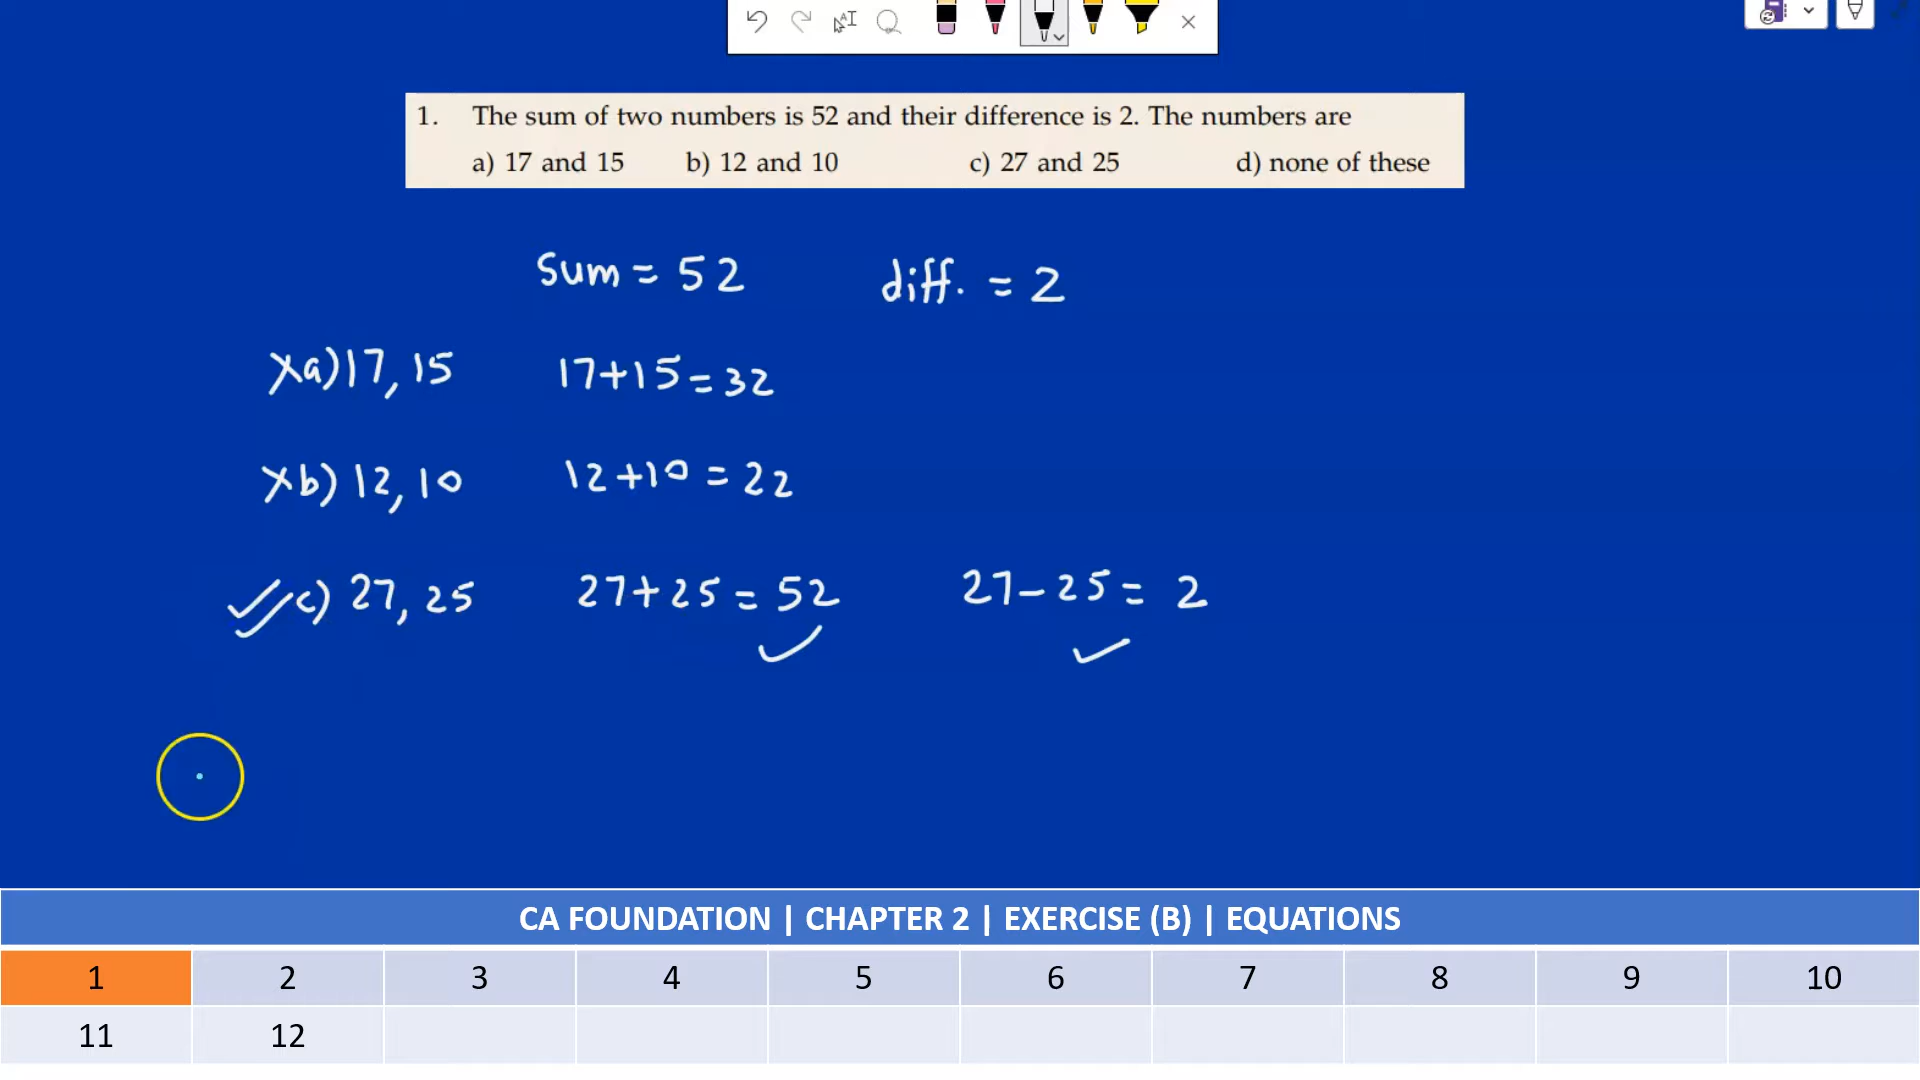 1. The sum of two numbers is 52 and their difference is 2. The numbers are
a) 17 and 15 b) 12 and 10 c) 27 and 25 d) none of these
Sum = 52 diff. = 2
Xa) 17, 15 17+15=32
Xb) 12, 10 12+10 = 22
✓✓c) 27, 25 27+25 = 52 27-25 = 2
✓ ✓
CA FOUNDATION | CHAPTER 2 | EXERCISE (B) | EQUATIONS
1 2 3 4 5 6 7 8 9 10
11 12